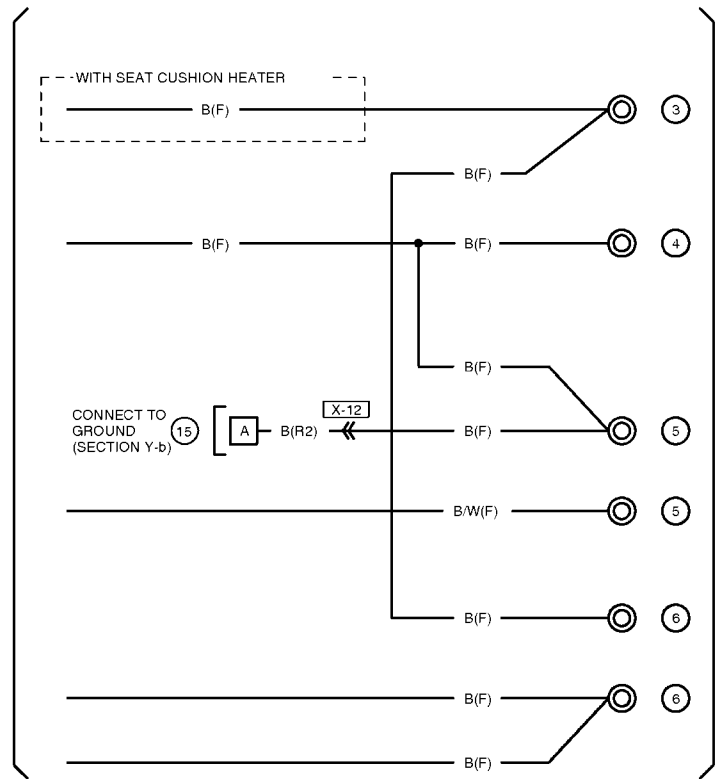 WITH SEAT CUSHION HEATER
B(F)
3
B(F)
B(F)
B(F)
4
B(F)
CONNECT TO
GROUND
(SECTION Y-b)
15
A
B(R2)
X-12
B(F)
5
B/W(F)
5
B(F)
6
B(F)
6
B(F)